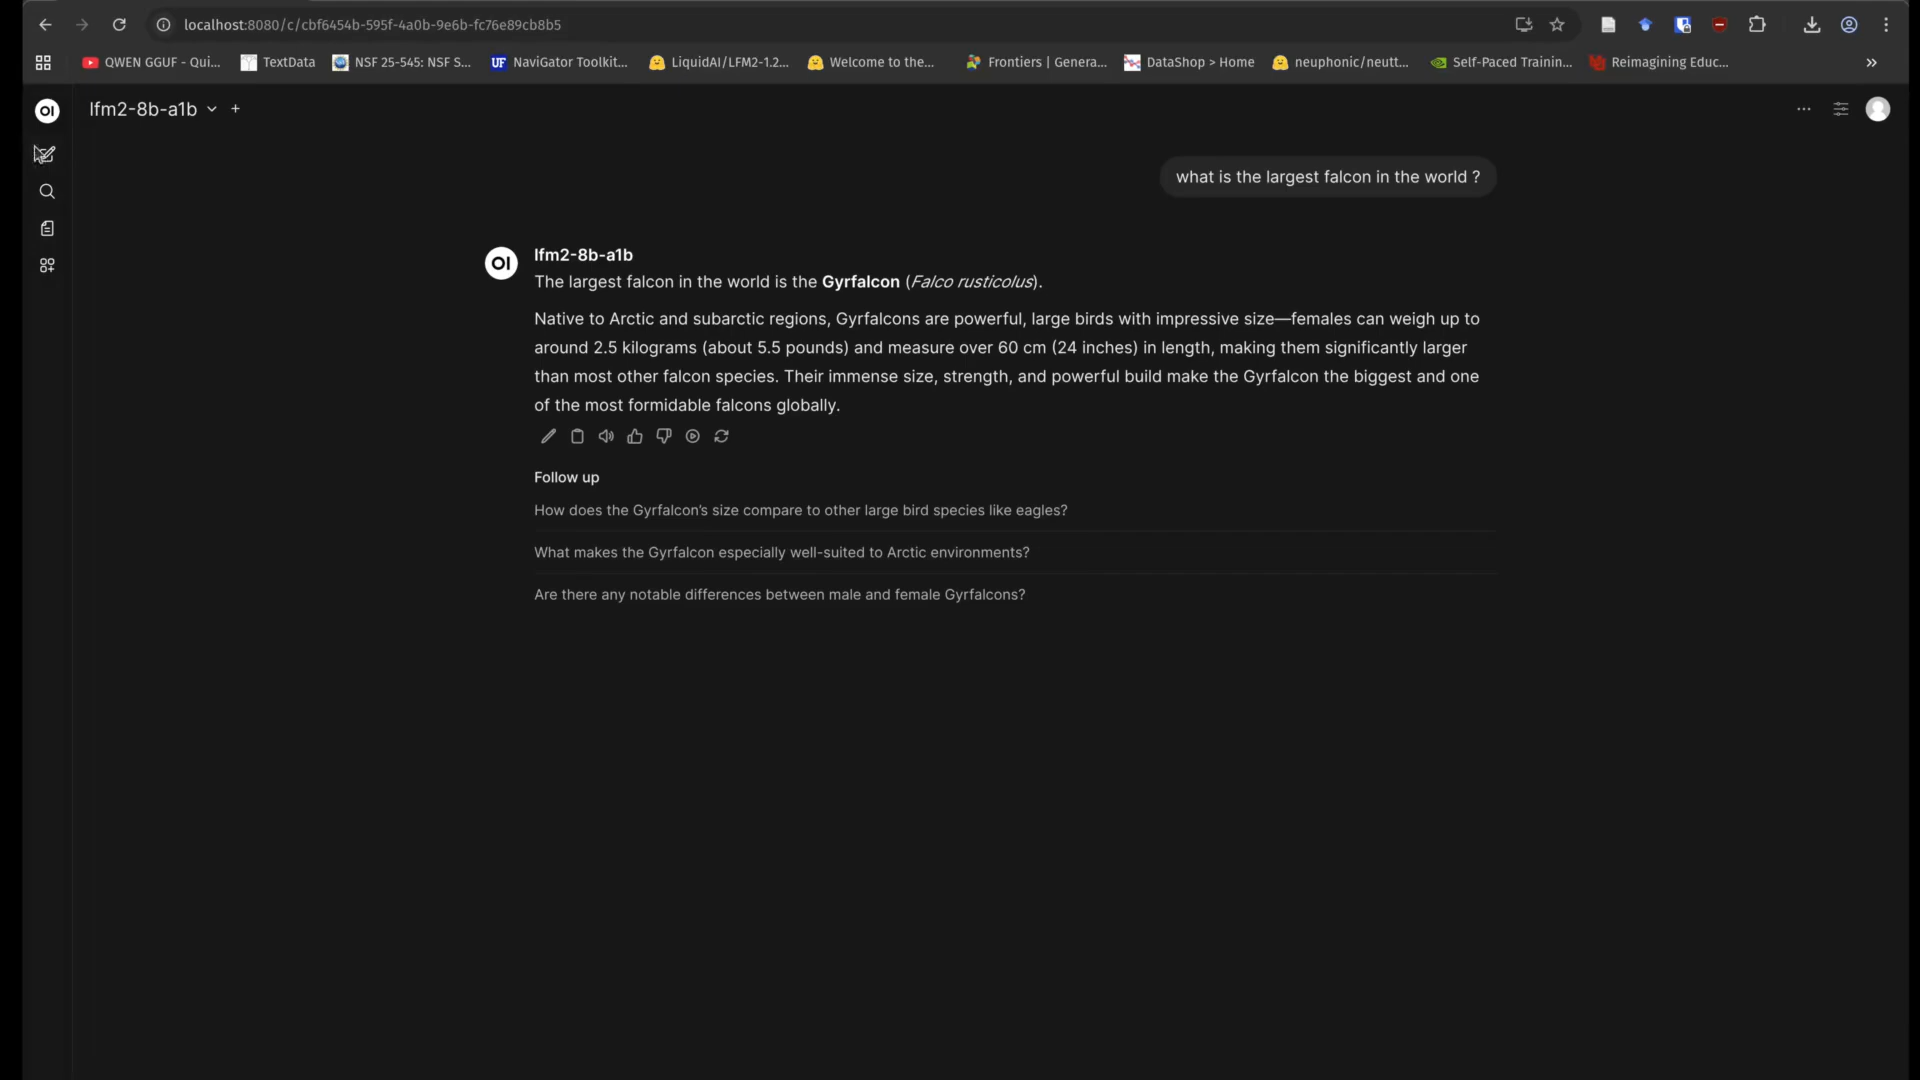 localhost:8080/c/cbf6454b-595f-4a0b-9e6b-fc76e89cb8b5
QWEN GGUF - Qui... TextData NSF 25-545: NSF S... UF NaviGator Toolkit... LiquidAI/LFM2-1.2... Welcome to the... Frontiers | Genera... DataShop > Home neuphonic/neutt... Self-Paced Trainin... Reimagining Educ... »
OI lfm2-8b-a1b +
what is the largest falcon in the world ?
OI lfm2-8b-a1b
The largest falcon in the world is the Gyrfalcon (Falco rusticolus).
Native to Arctic and subarctic regions, Gyrfalcons are powerful, large birds with impressive size—females can weigh up to
around 2.5 kilograms (about 5.5 pounds) and measure over 60 cm (24 inches) in length, making them significantly larger
than most other falcon species. Their immense size, strength, and powerful build make the Gyrfalcon the biggest and one
of the most formidable falcons globally.
Follow up
How does the Gyrfalcon's size compare to other large bird species like eagles?
What makes the Gyrfalcon especially well-suited to Arctic environments?
Are there any notable differences between male and female Gyrfalcons?